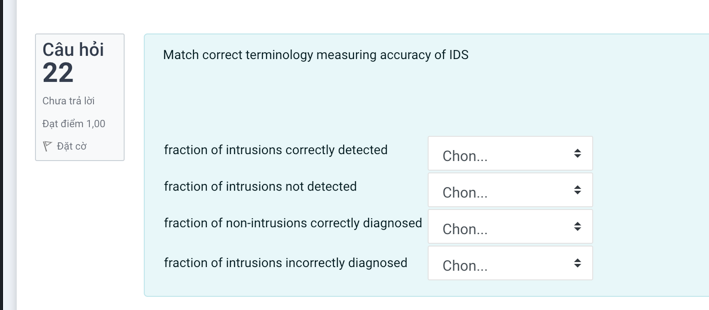 Câu hỏi
22
Chưa trả lời
Đạt điểm 1,00
Đặt cờ
Match correct terminology measuring accuracy of IDS
fraction of intrusions correctly detected Chon...
fraction of intrusions not detected Chon...
fraction of non-intrusions correctly diagnosed Chon...
fraction of intrusions incorrectly diagnosed Chon...